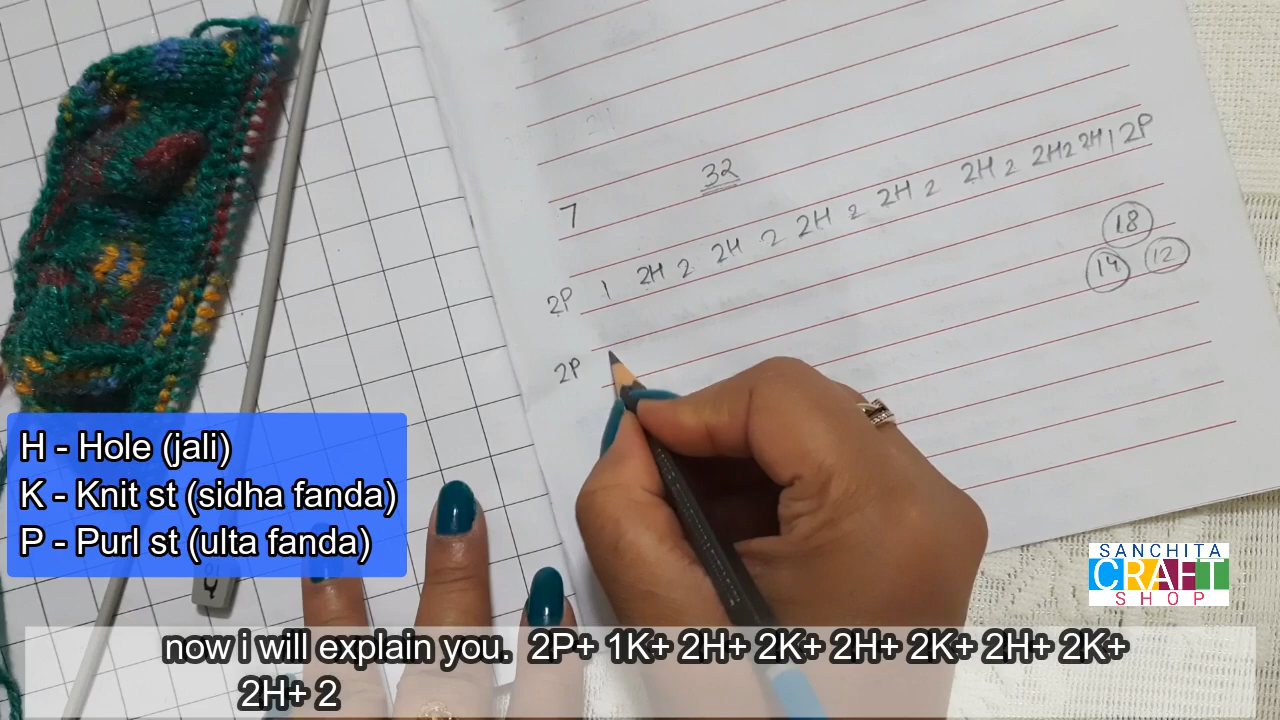 32
7
2P 1 2H 2 2H 2 2H 2 2H 2 2H 2 2H2 2H 1 2P
18
14 12
2P
H - Hole (jali)
K - Knit st (sidha fanda)
P - Purl st (ulta fanda)
SANCHITA
CRAFT
SHOP
now i will explain you. 2P+ 1K+ 2H+ 2K+ 2H+ 2K+ 2H+ 2K+
2H+ 2